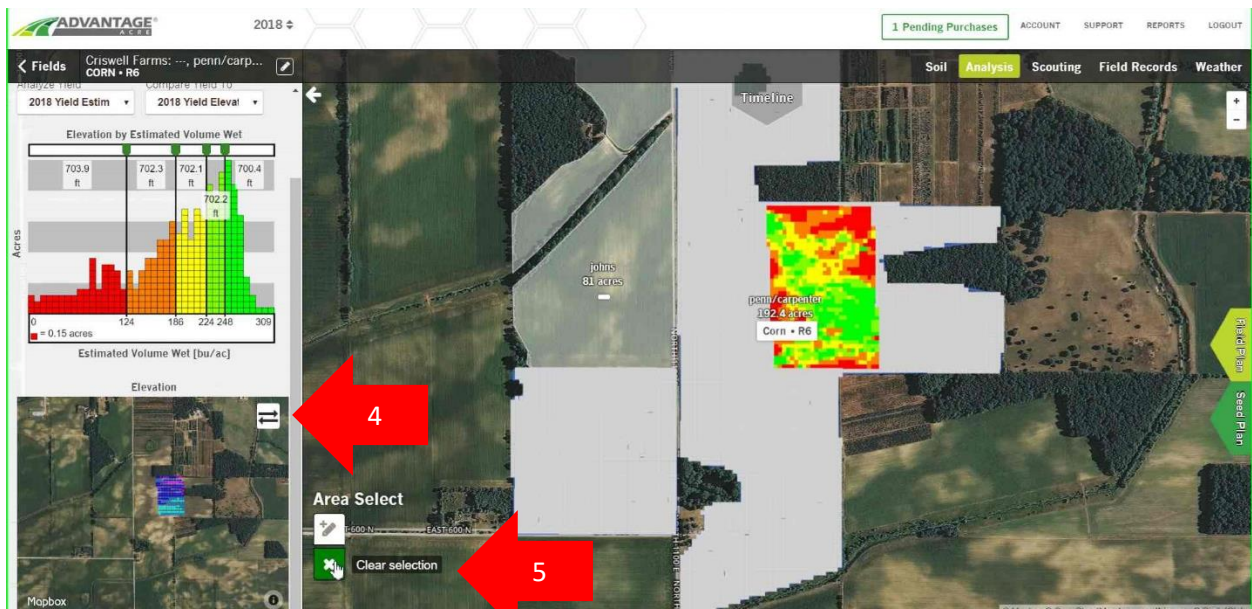 ADVANTAGE®
ACRE
2018
1 Pending Purchases
ACCOUNT
SUPPORT
REPORTS
LOGOUT
Fields
Criswell Farms: ---, penn/carp...
CORN • R6
Soil
Analysis
Scouting
Field Records
Weather
Analyze Yield
Compare Yield To
2018 Yield Estim
2018 Yield Elevat
Timeline
+
-
Elevation by Estimated Volume Wet
703.9
ft
702.3
ft
702.1
ft
700.4
ft
702.2
ft
Acres
0 124 186 224 248 309
= 0.15 acres
Estimated Volume Wet [bu/ac]
johns
81 acres
penn/carpenter
192.4 acres
Corn • R6
Field Plan
Seed Plan
Elevation
4
Area Select
EAST 600 N
Clear selection
5
Mapbox